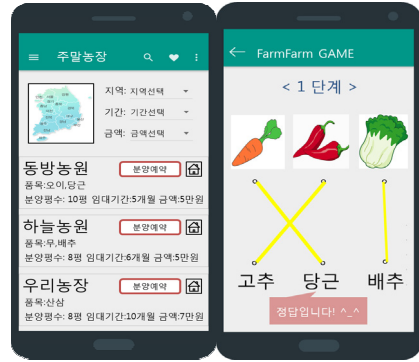 주말농장
지역: 지역선택
기간: 기간선택
금액: 금액선택
동방농원
분양예약
품목:오이,당근
분양평수: 10평 임대기간:5개월 금액:5만원
하늘농원
분양예약
품목:무,배추
분양평수: 8평 임대기간:6개월 금액:5만원
우리농장
분양예약
품목:산삼
분양평수: 8평 임대기간:10개월 금액:7만원
FarmFarm GAME
< 1 단계 >
고추 당근 배추
정답입니다! ^_^